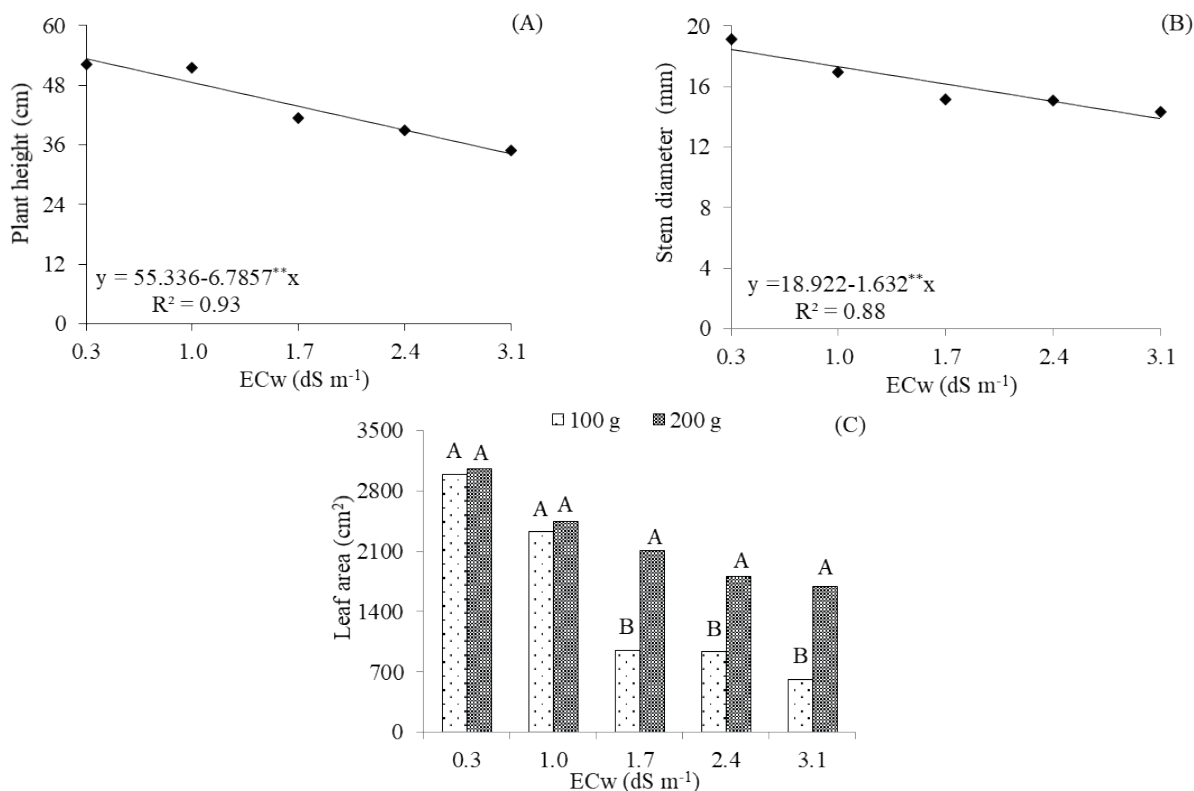 (A)
60
48
36
24
12
0
Plant height (cm)
y = 55.336-6.7857**x
R² = 0.93
0.3 1.0 1.7 2.4 3.1
ECw (dS m⁻¹)
(B)
20
16
12
8
4
0
Stem diameter (mm)
y =18.922-1.632**x
R² = 0.88
0.3 1.0 1.7 2.4 3.1
ECw (dS m⁻¹)
100 g 200 g
(C)
3500
2800
2100
1400
700
0
Leaf area (cm²)
A A
A A
B A
B A
B A
0.3 1.0 1.7 2.4 3.1
ECw (dS m⁻¹)